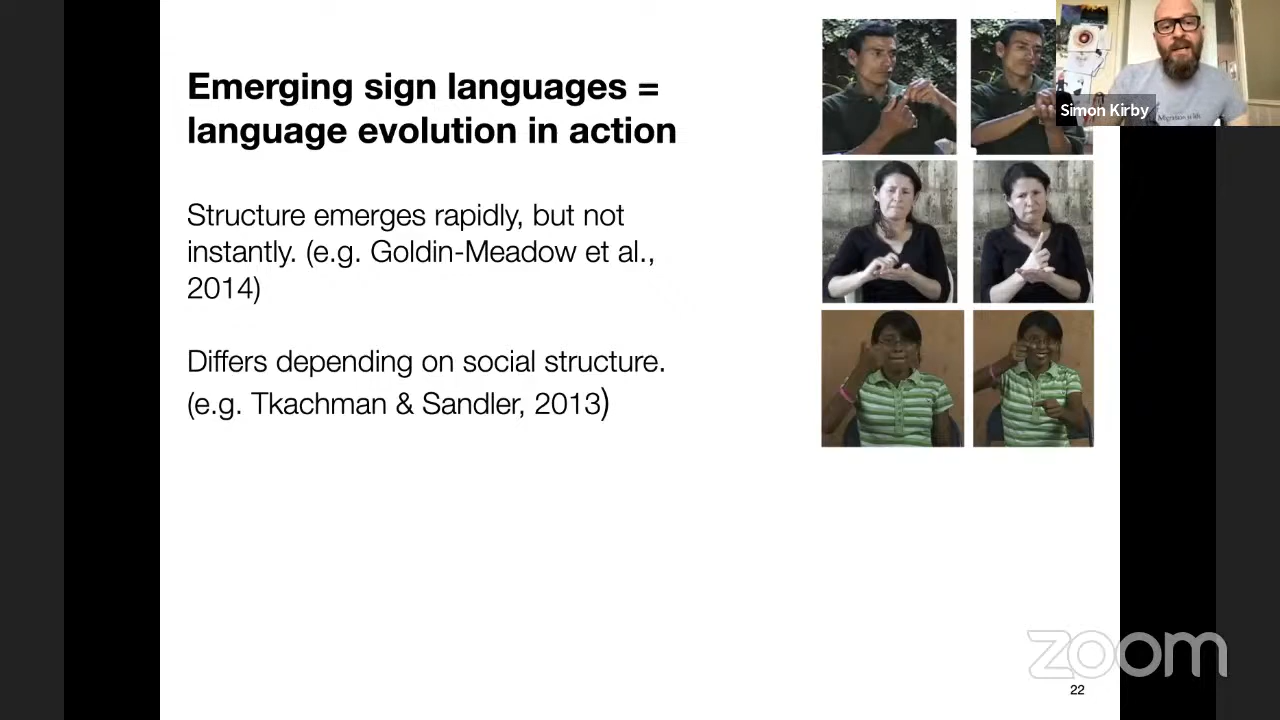 Emerging sign languages =
language evolution in action
Structure emerges rapidly, but not
instantly. (e.g. Goldin-Meadow et al.,
2014)
Differs depending on social structure.
(e.g. Tkachman & Sandler, 2013)
Simon Kirby
zoom
22